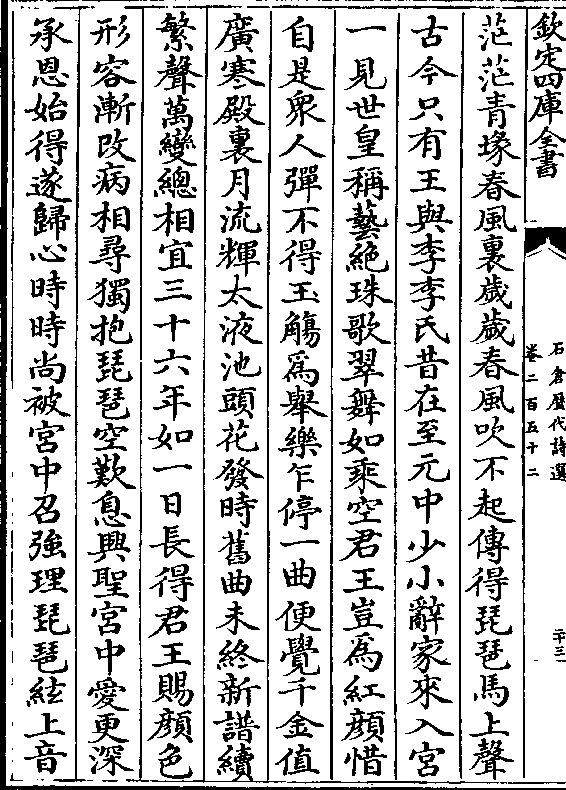 欽定四庫全書
石倉歷代詩選
卷二百五十二
二十三
茫茫青塚春風裏歲歲春風吹不起傳得琵琶馬上聲
古今只有王與李李氏昔在至元中少小辭家來入宮
一見世皇稱藝絶珠歌翠舞如乘空君王豈為紅顔惜
自是衆人彈不得玉觴為舉樂乍停一曲便覺千金值
廣寒殿裏月流輝太液池頭花發時舊曲未終新譜續
繁聲萬變總相宜三十六年如一日長得君王賜顔色
形容漸改病相尋獨抱琵琶空歎息興聖宮中愛更深
承恩始得遂歸心時時尚被宮中召強理琵琶絃上音